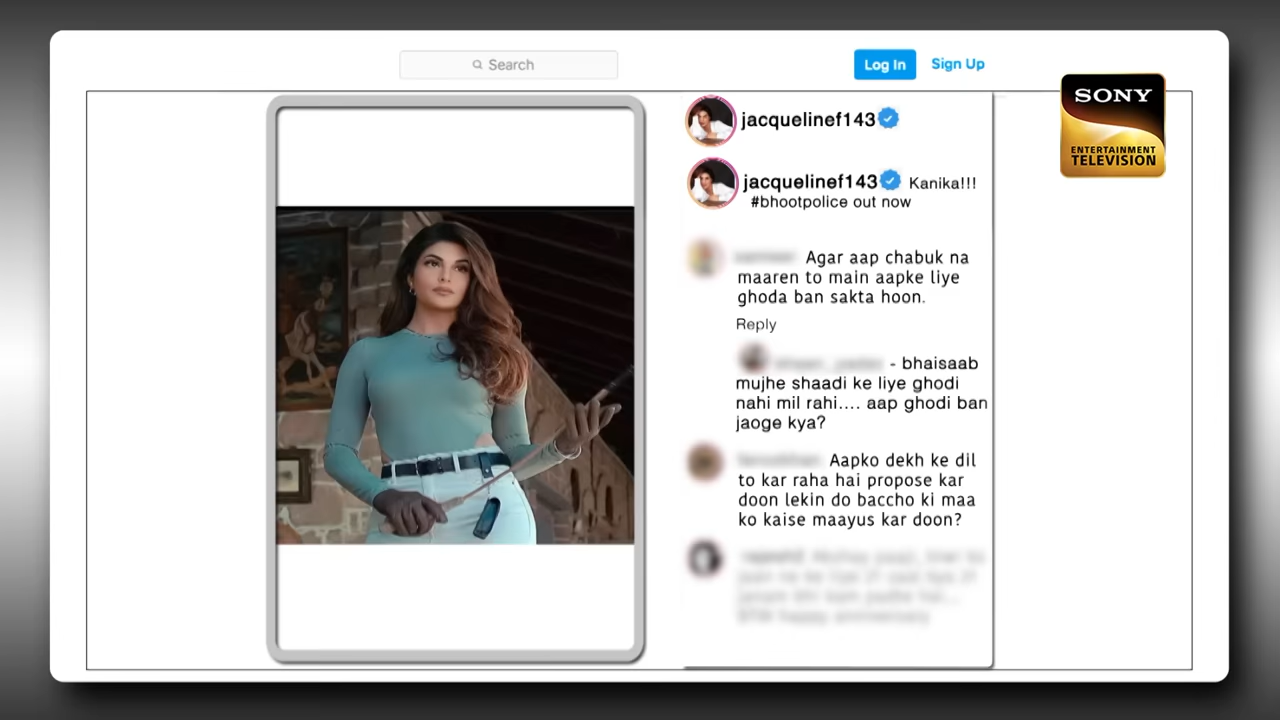 Search
Log In
Sign Up
SONY
ENTERTAINMENT
TELEVISION
jacquelinef143
jacquelinef143 Kanika!!!
#bhootpolice out now
Agar aap chabuk na
maaren to main aapke liye
ghoda ban sakta hoon.
Reply
- bhaisaab
mujhe shaadi ke liye ghodi
nahi mil rahi.... aap ghodi ban
jaoge kya?
Aapko dekh ke dil
to kar raha hai propose kar
doon lekin do baccho ki maa
ko kaise maayus kar doon?